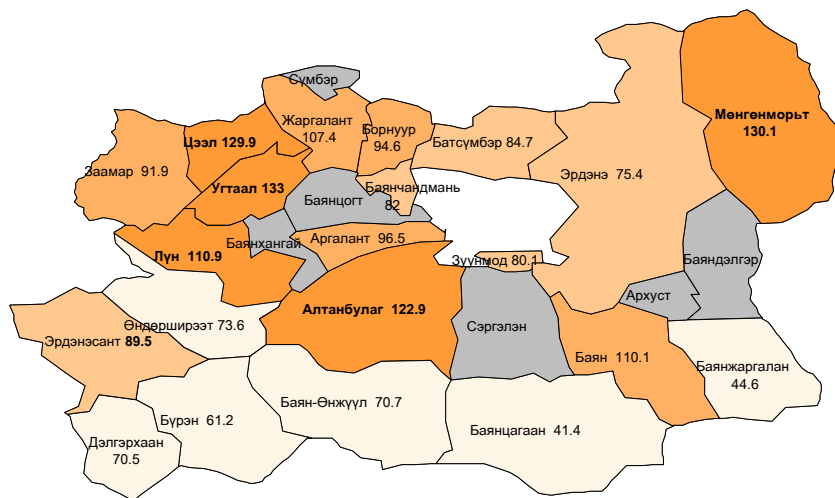 Сүмбэр
Жаргалант
107.4
Борнуур
94.6
Батсүмбэр 84.7
Мөнгөнморьт
130.1
Цээл 129.9
Заамар 91.9
Угтаал 133
Баянчандмань
82
Баянцогт
Эрдэнэ
75.4
Баянхангай
Аргалант 96.5
Лүн 110.9
Зуунмод 80.1
Баяндэлгэр
Архуст
Өндөрширээт 73.6
Алтанбулаг 122.9
Сэргэлэн
Эрдэнэсант 89.5
Баян 110.1
Баянжаргалан
44.6
Баян-Өнжүүл 70.7
Бүрэн 61.2
Баянцагаан 41.4
Дэлгэрхаан
70.5